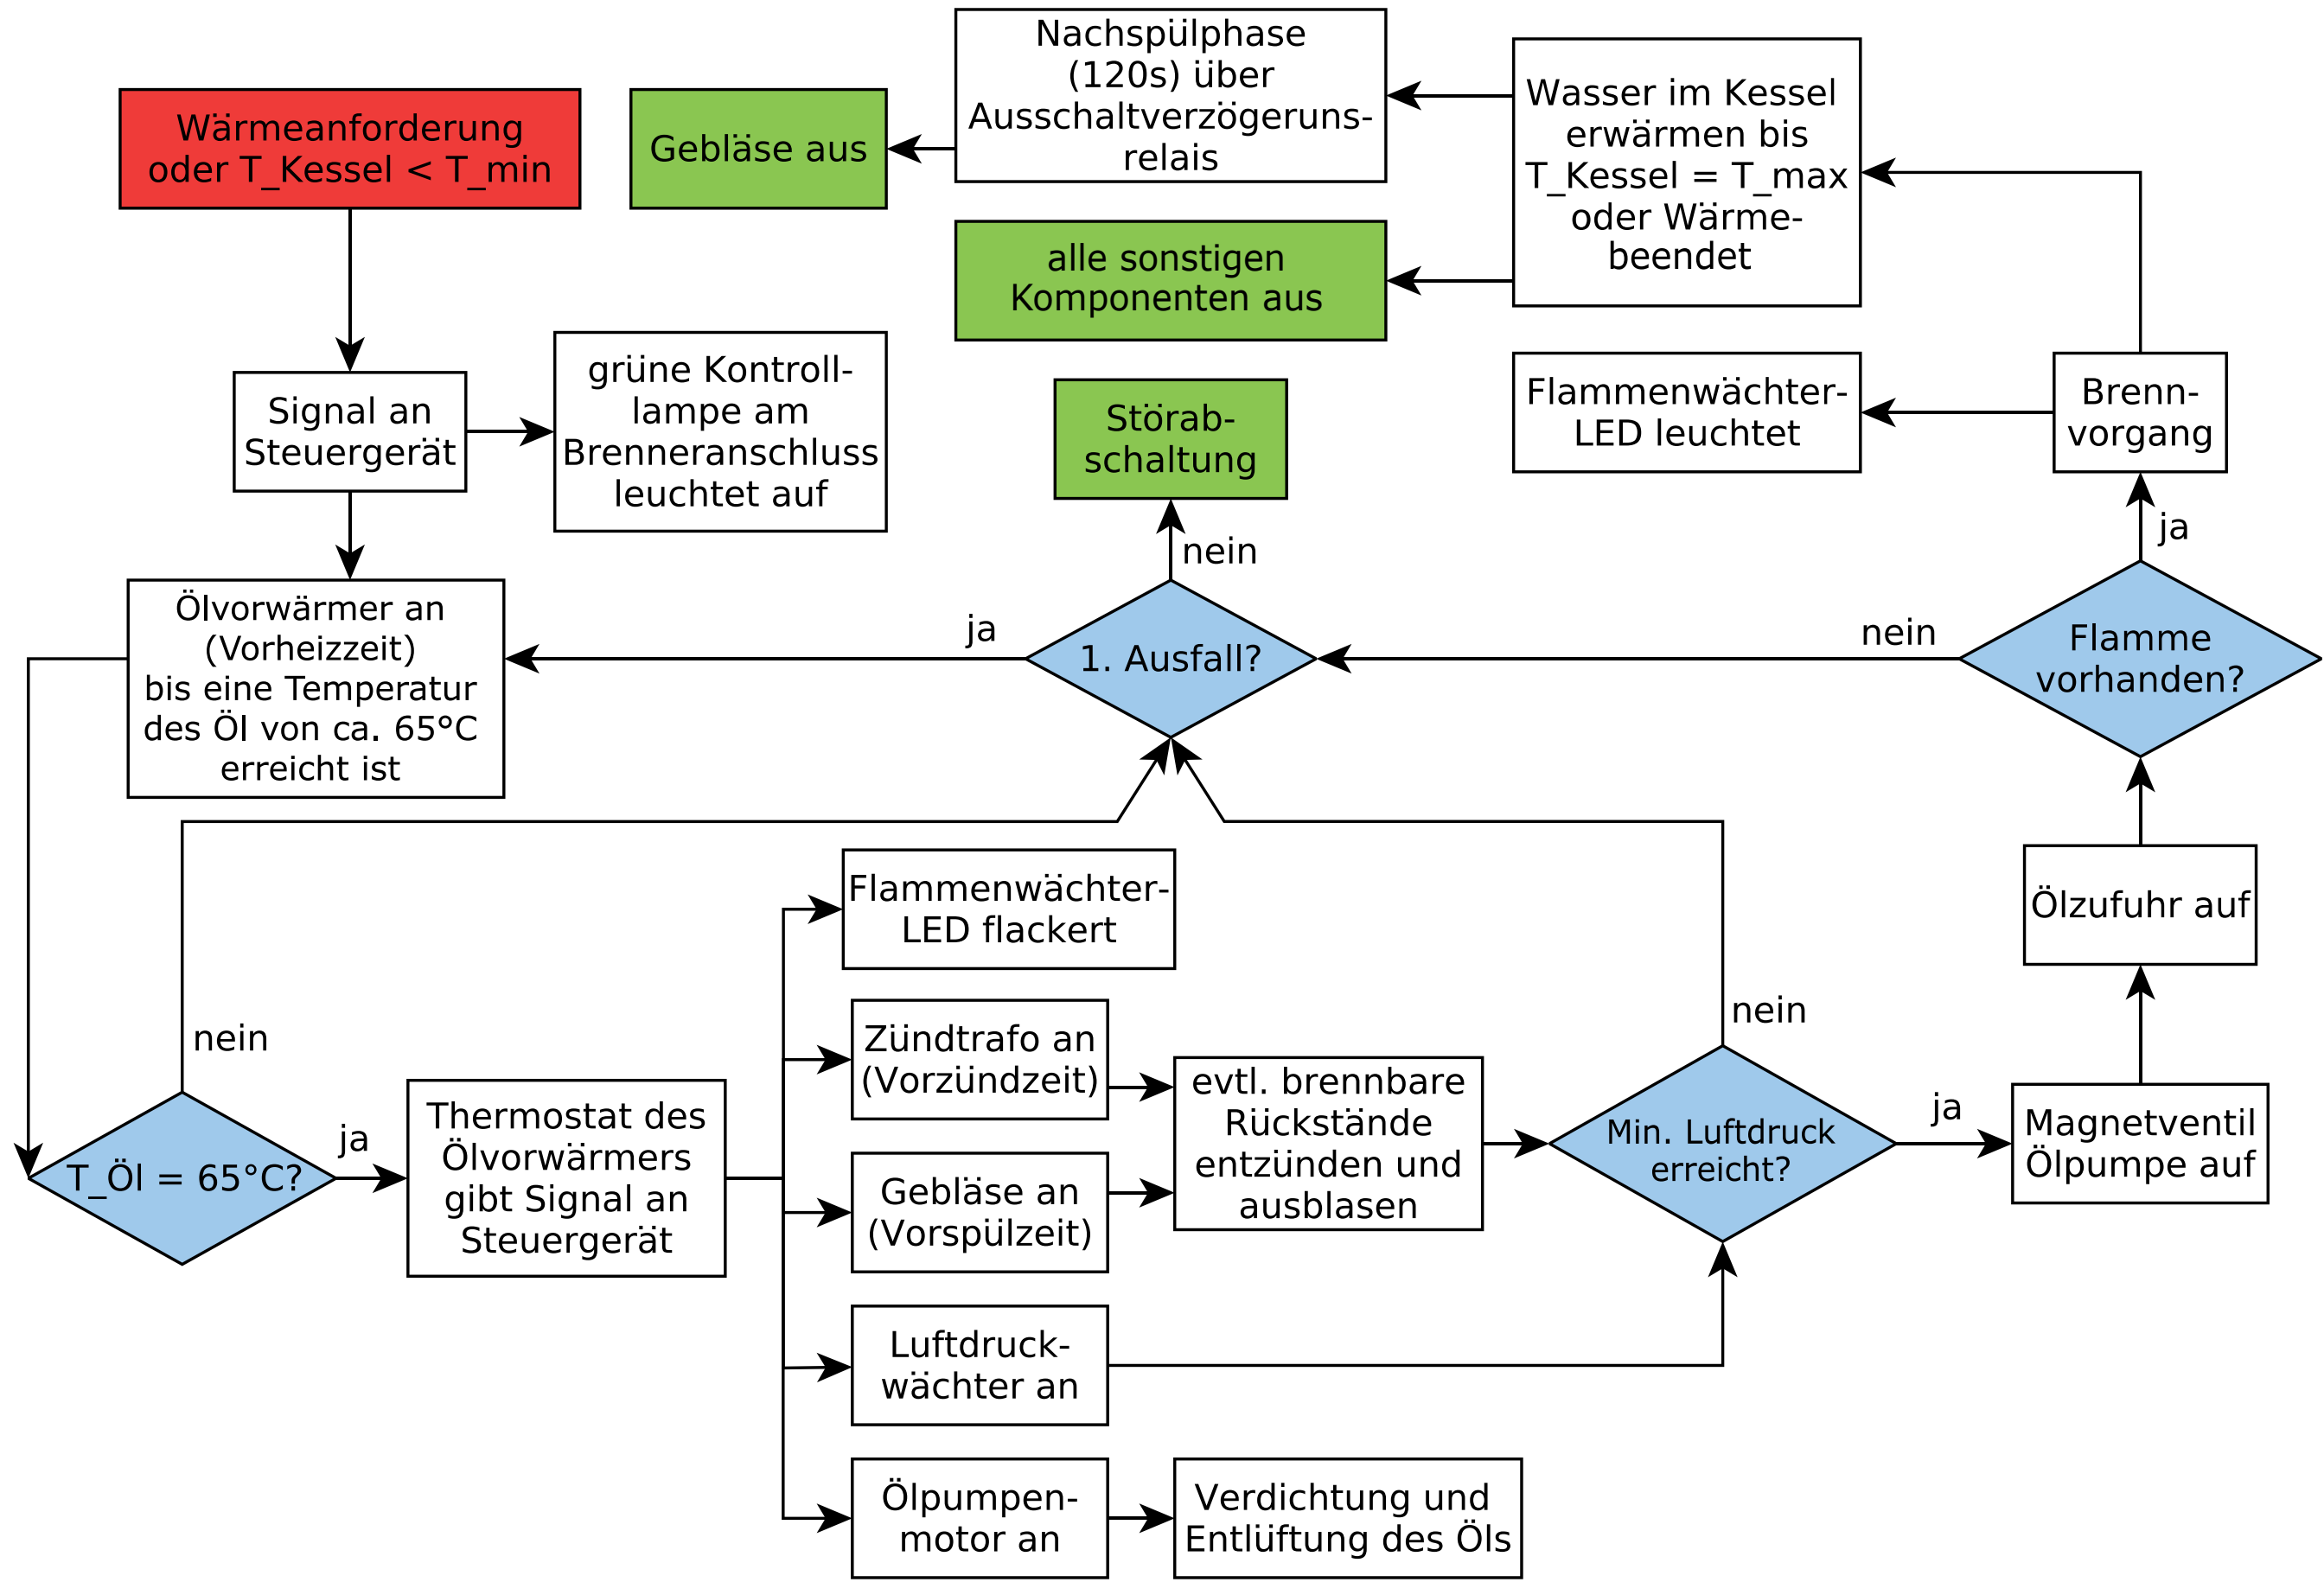 Wärmeanforderung
oder T_Kessel < T_min
Gebläse aus
Nachspülphase
(120s) über
Ausschaltverzögeruns-
relais
Wasser im Kessel
erwärmen bis
T_Kessel = T_max
oder Wärme-
beendet
alle sonstigen
Komponenten aus
Signal an
Steuergerät
grüne Kontroll-
lampe am
Brenneranschluss
leuchtet auf
Störab-
schaltung
Flammenwächter-
LED leuchtet
Brenn-
vorgang
nein
ja
Ölvorwärmer an
(Vorheizzeit)
bis eine Temperatur
des Öl von ca. 65°C
erreicht ist
ja
1. Ausfall?
nein
Flamme
vorhanden?
Flammenwächter-
LED flackert
Ölzufuhr auf
nein
Zündtrafo an
(Vorzündzeit)
nein
T_Öl = 65°C?
ja
Thermostat des
Ölvorwärmers
gibt Signal an
Steuergerät
Gebläse an
(Vorspülzeit)
evtl. brennbare
Rückstände
entzünden und
ausblasen
Min. Luftdruck
erreicht?
ja
Magnetventil
Ölpumpe auf
Luftdruck-
wächter an
Ölpumpen-
motor an
Verdichtung und
Entlüftung des Öls